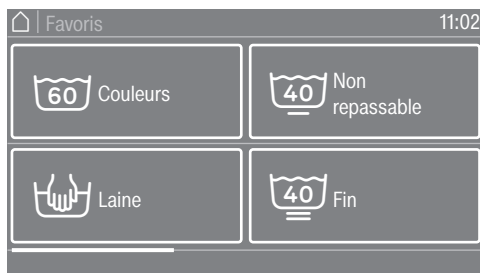 Favoris
11:02
60 Couleurs
40 Non
repassable
Laine
40 Fin